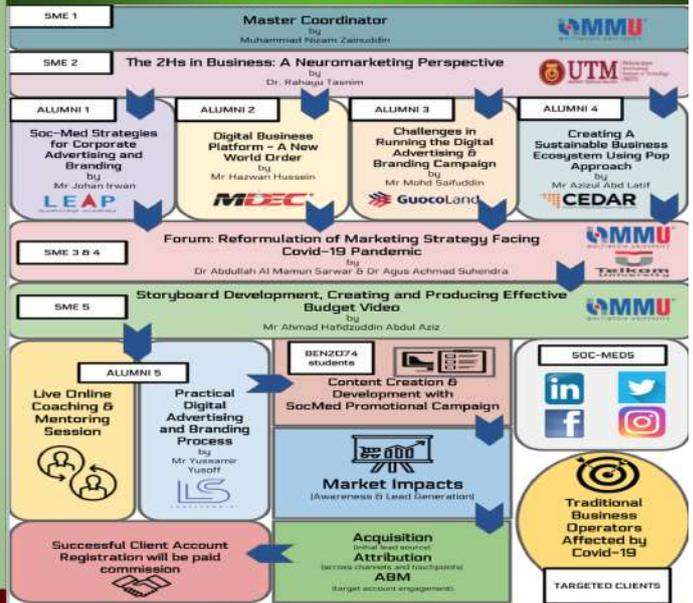 SME 1
Master Coordinator
by
Muhammad Nizam Zainuddin
MMU
SME 2
The 2Hs in Business: A Neuromarketing Perspective
by
Dr. Rahayu Tasnim
UTM
ALUMNI 1
Soc-Med Strategies
for Corporate
Advertising and
Branding
by
Mr Johan Irwan
LEAP
ALUMNI 2
Digital Business
Platform - A New
World Order
by
Mr Hazwan Hussein
MDEC
ALUMNI 3
Challenges in
Running the Digital
Advertising &
Branding Campaign
by
Mr Mohd Saifuddin
GuocoLand
ALUMNI 4
Creating A
Sustainable Business
Ecosystem Using Pop
Approach
by
Mr Azizul Abd Latif
CEDAR
SME 3 & 4
Forum: Reformulation of Marketing Strategy Facing
Covid-19 Pandemic
by
Dr Abdullah Al Mamun Sarwar & Dr Agus Achmad Suhendra
MMU
Telkom
University
SME 5
Storyboard Development, Creating and Producing Effective
Budget Video
by
Mr Ahmad Hafidzuddin Abdul Aziz
MMU
ALUMNI 5
Live Online
Coaching &
Mentoring
Session
Practical
Digital
Advertising
and Branding
Process
by
Mr Yussamir
Yusoff
LS
BEN2074
students
Content Creation &
Development with
SocMed Promotional Campaign
Market Impacts
(Awareness & Lead Generation)
Acquisition
(initial lead source)
Attribution
(across channels and touchpoints)
ABM
(target account engagement)
Successful Client Account
Registration will be paid
commission
SOC-MEDS
in
f
Traditional
Business
Operators
Affected by
Covid-19
TARGETED CLIENTS